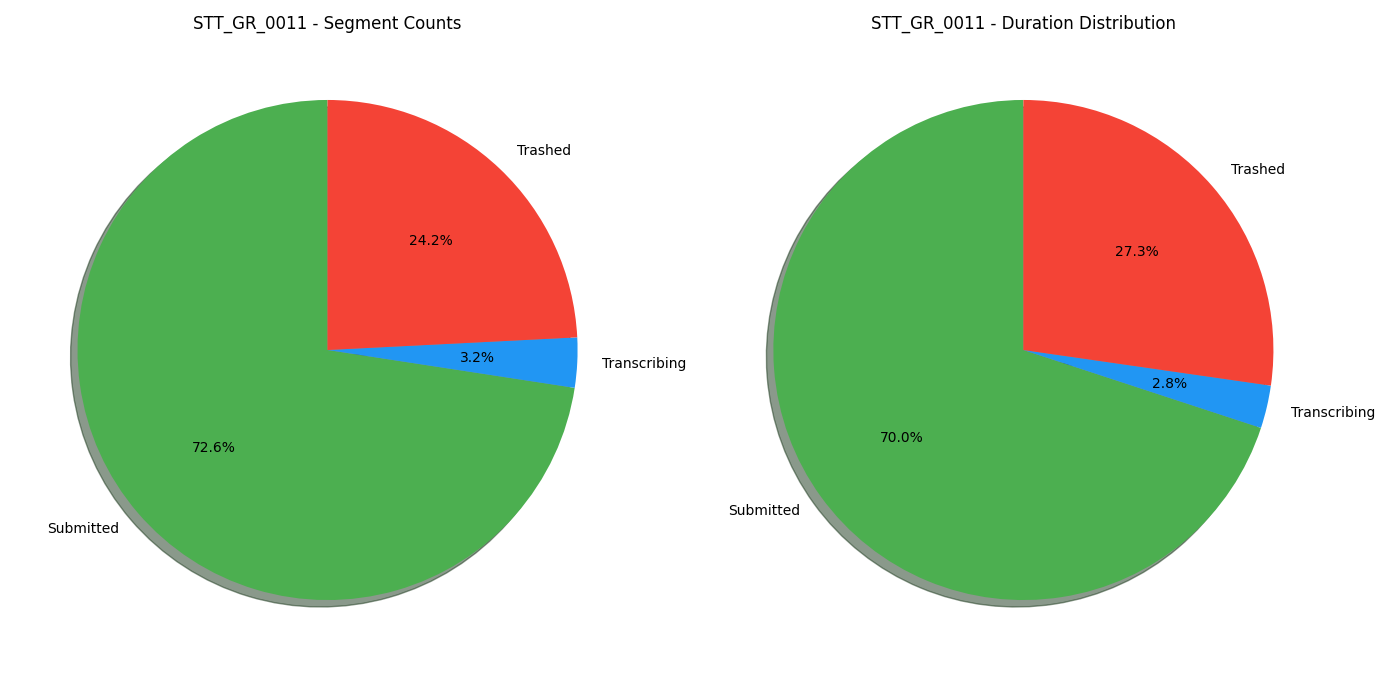 STT_GR_0011 - Segment Counts
Trashed
24.2%
3.2%
Transcribing
72.6%
Submitted
STT_GR_0011 - Duration Distribution
Trashed
27.3%
2.8%
Transcribing
70.0%
Submitted